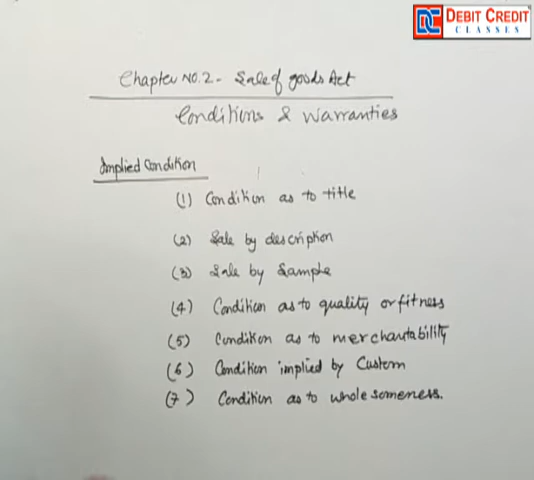 DC DEBIT CREDIT
CLASSES
Chapter No.2 - Sale of goods Act
Conditions & Warranties
Implied Condition
(1) Condition as to title
(2) Sale by description
(3) Sale by Sample
(4) Condition as to quality or fitness
(5) Condition as to merchantability
(6) Condition implied by Custom
(7) Condition as to wholesomeness.